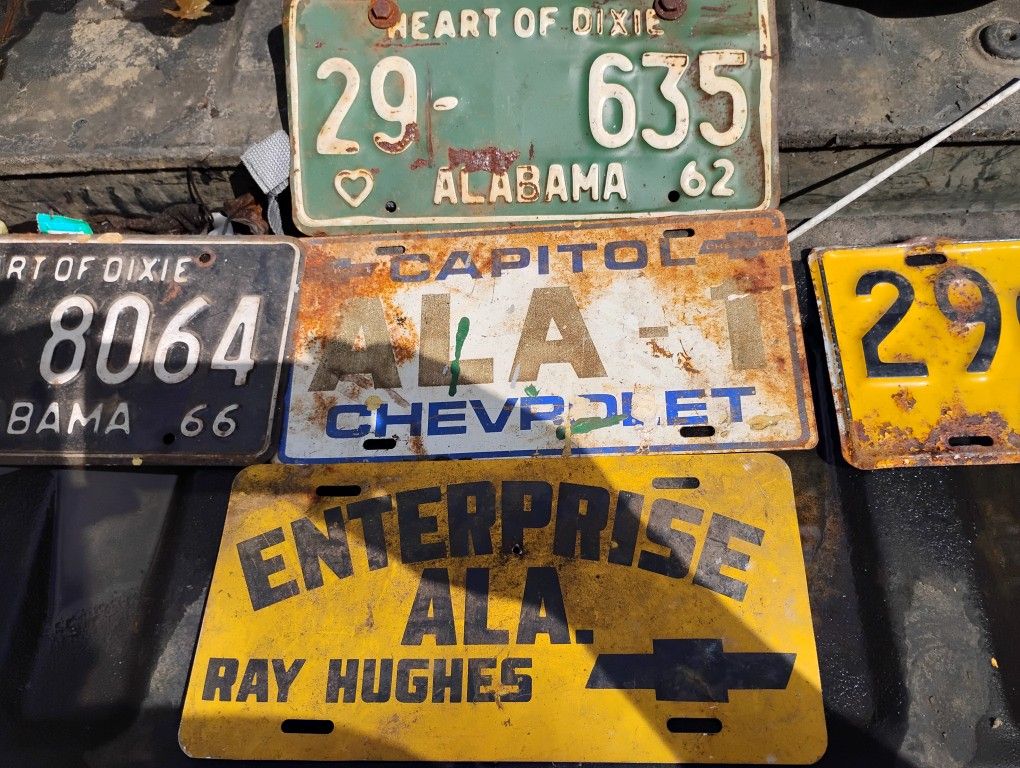 HEART OF DIXIE
29-635
ALABAMA 62
RT OF DIXIE
8064
BAMA 66
CAPITOL
ALA-1
CHEVROLET
29
ENTERPRISE
ALA.
RAY HUGHES